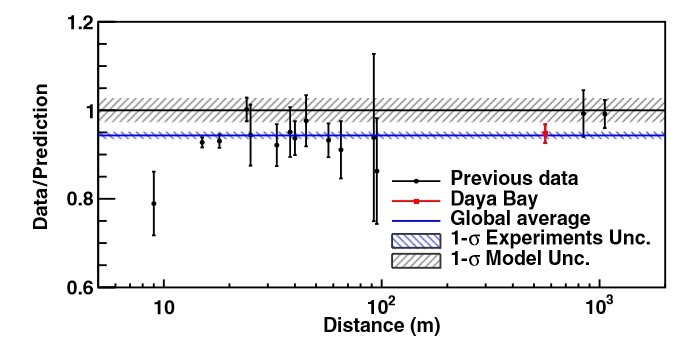 1.2
1
0.8
0.6
Data/Prediction
Previous data
Daya Bay
Global average
1-σ Experiments Unc.
1-σ Model Unc.
10 10² 10³
Distance (m)